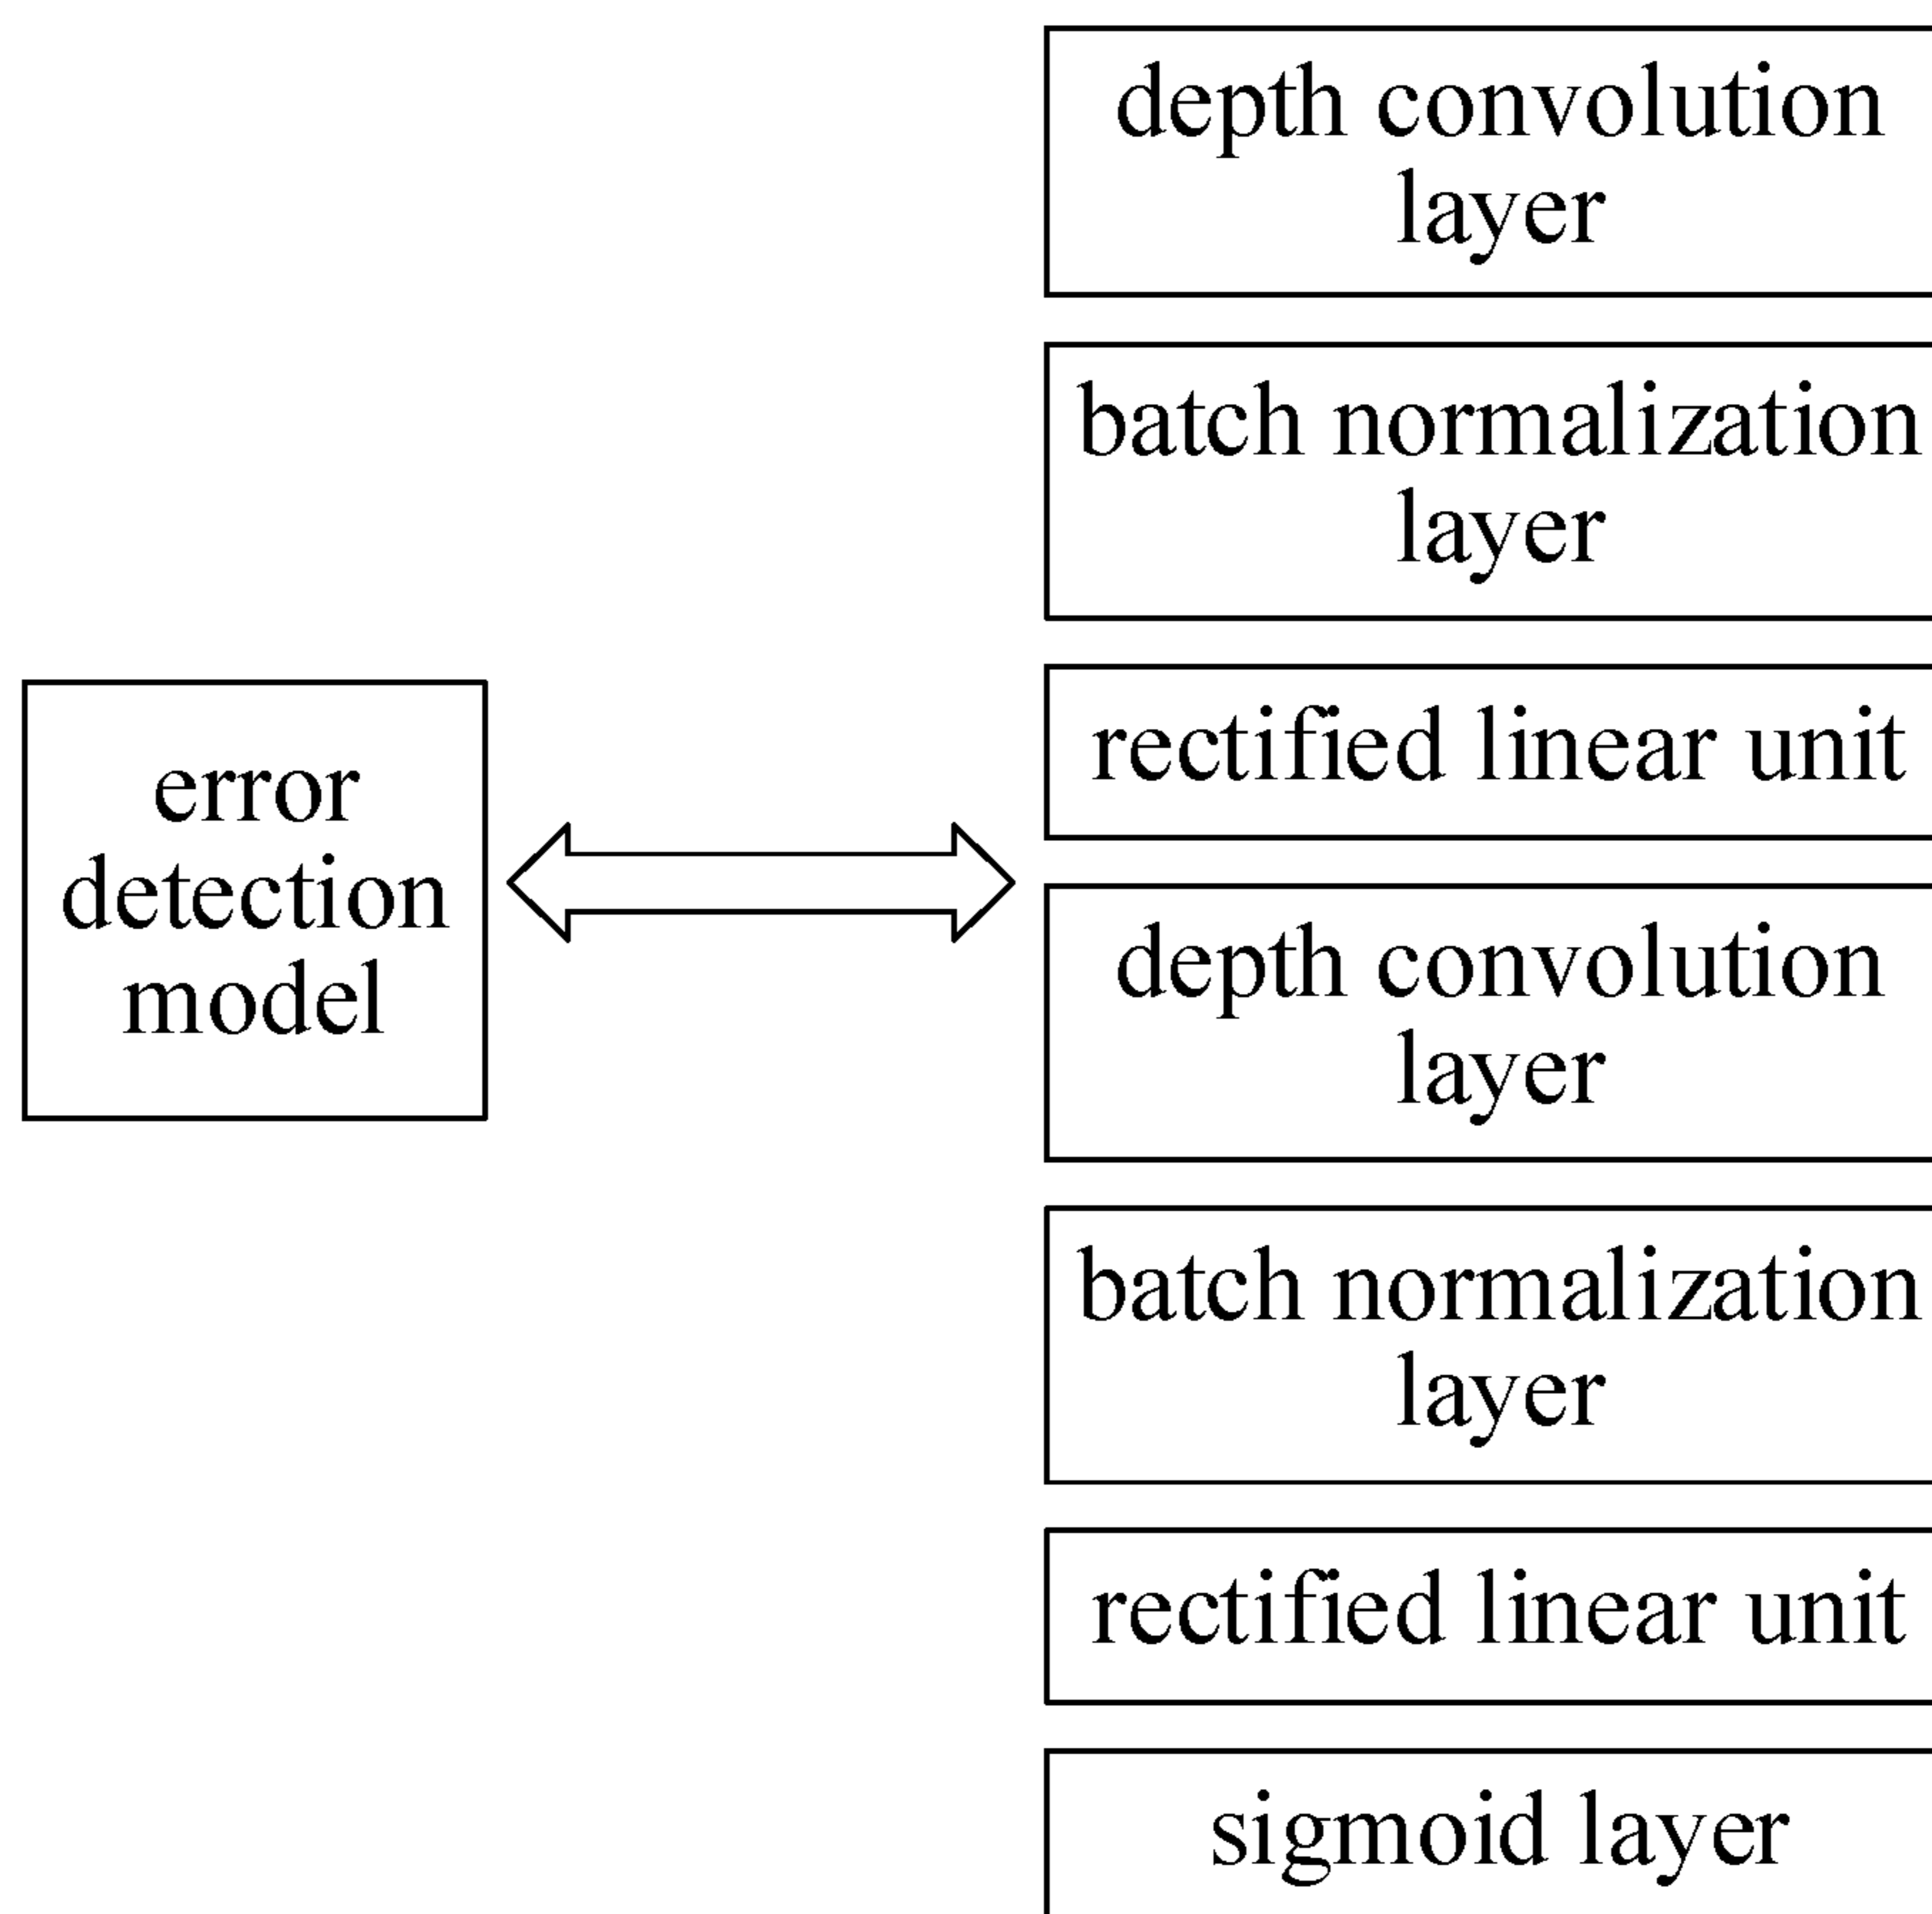 depth convolution
layer
batch normalization
layer
rectified linear unit
error
detection
model
depth convolution
layer
batch normalization
layer
rectified linear unit
sigmoid layer